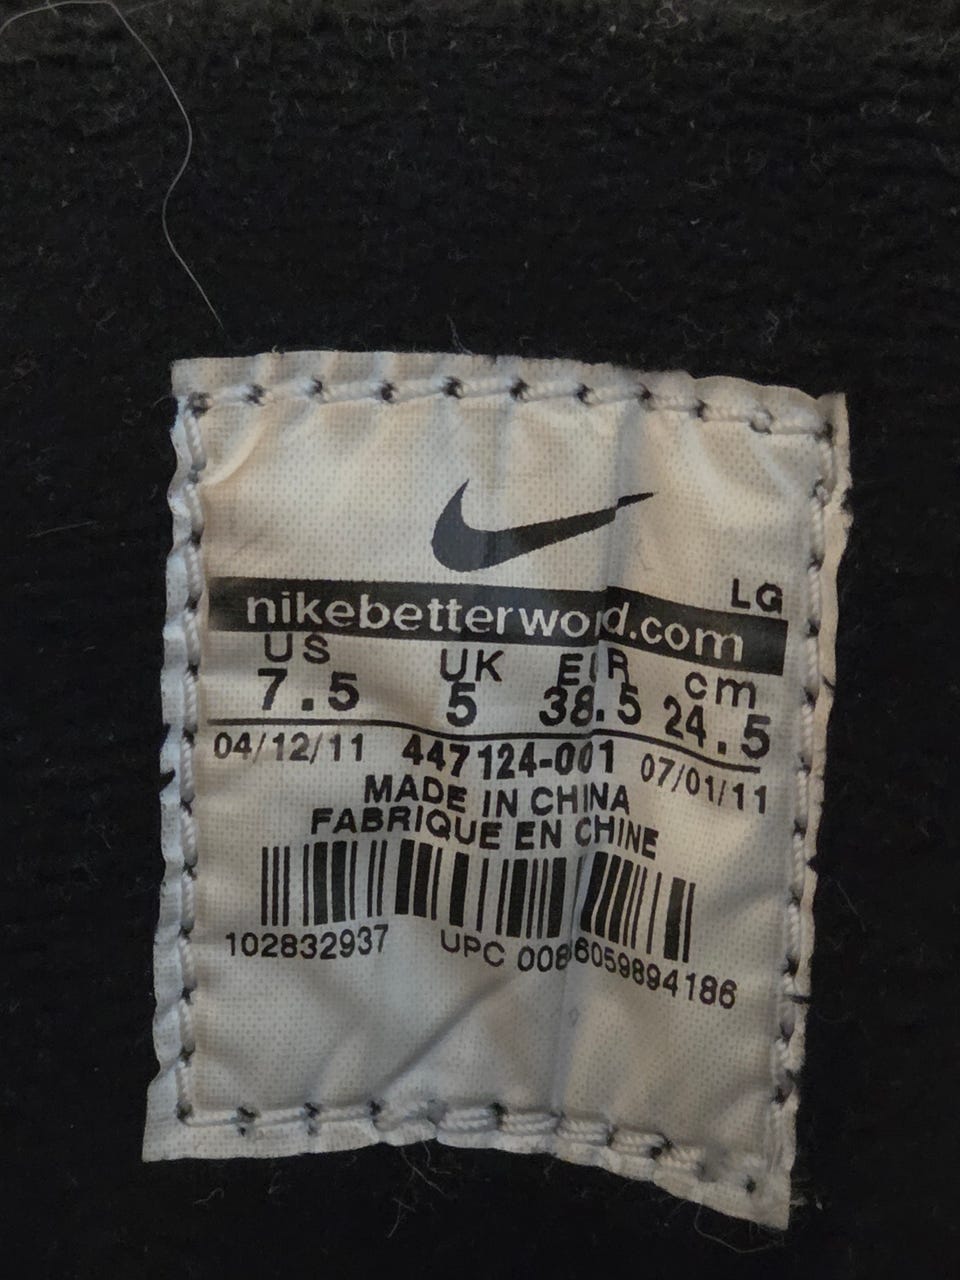 LG
nikebetterworld.com
US UK EUR cm
7.5 5 38.5 24.5
04/12/11 447124-001 07/01/11
MADE IN CHINA
FABRIQUE EN CHINE
102832937 UPC 00886059894186